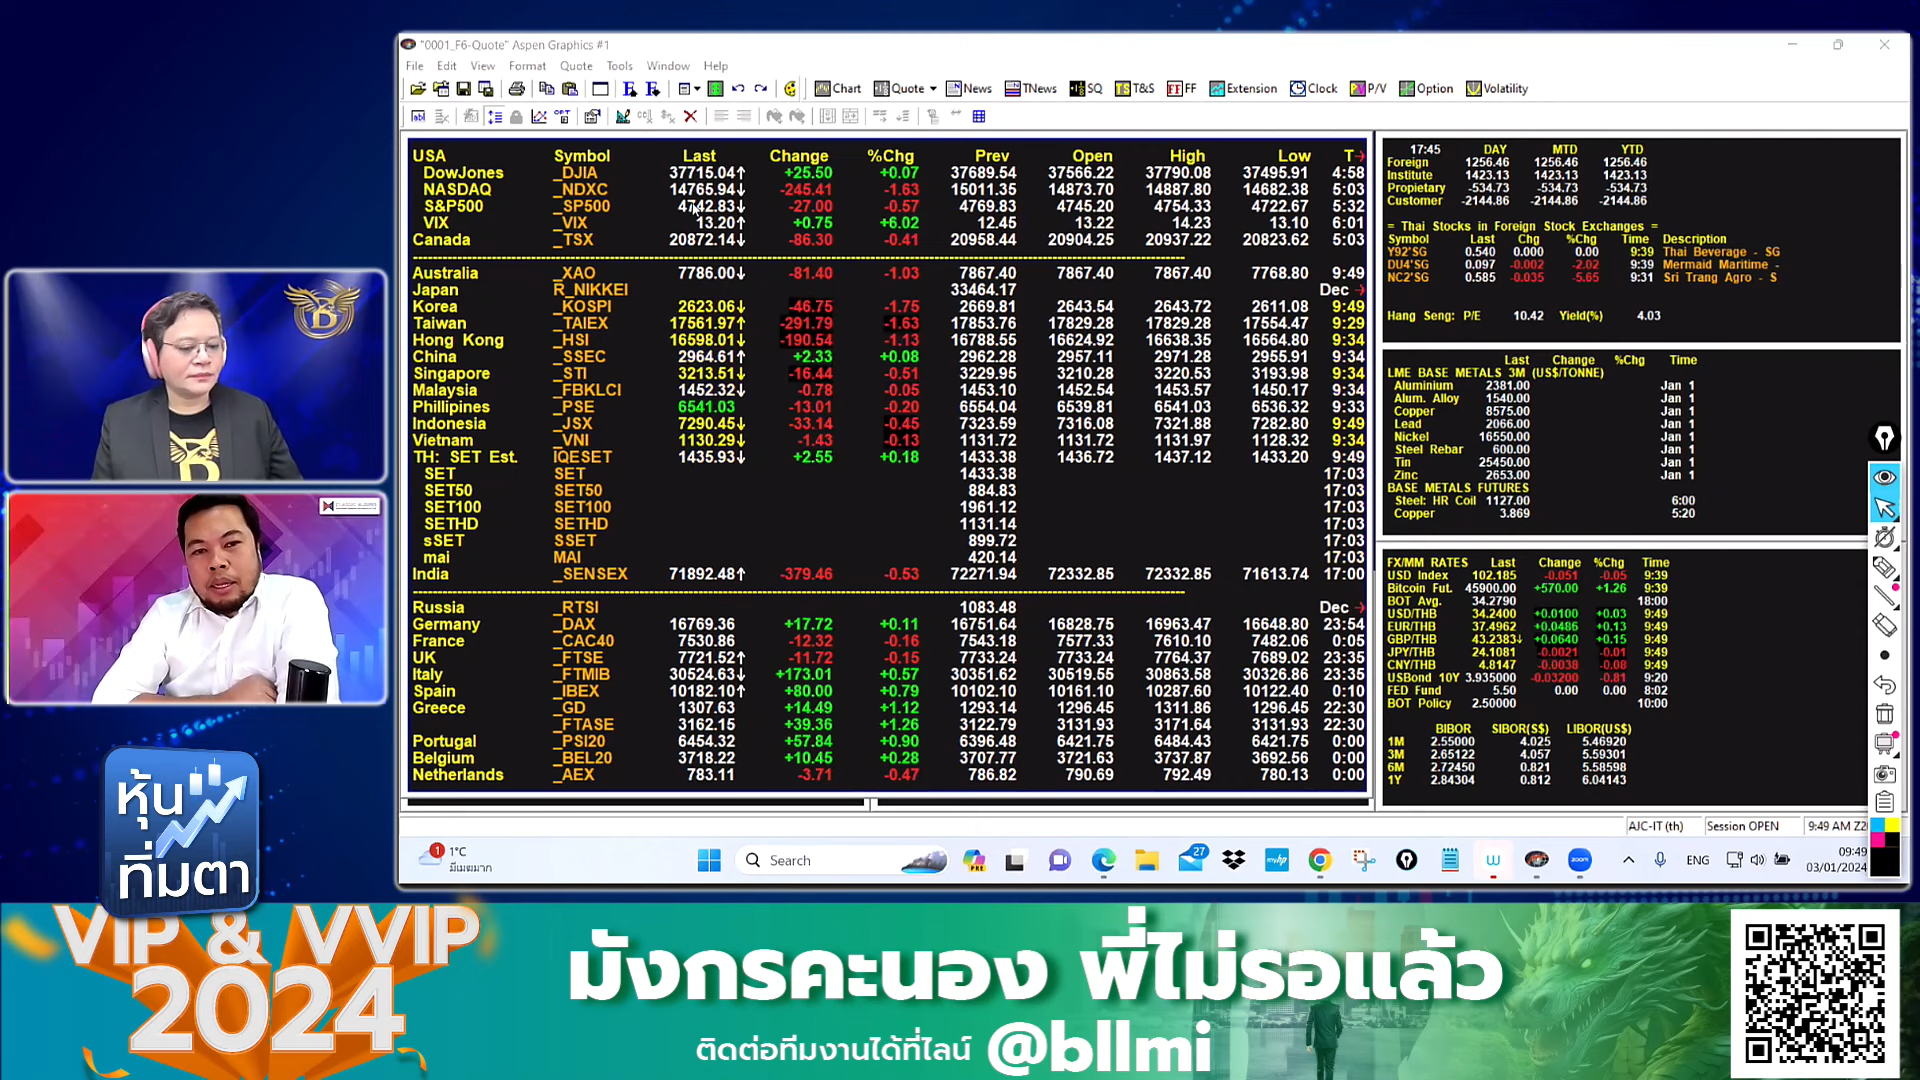 "0001_F6-Quote" Aspen Graphics #1
File Edit View Format Quote Tools Window Help
Chart Quote News TNews SQ T&S FF Extension Clock P/V Option Volatility
USA Symbol Last Change %Chg Prev Open High Low T
DowJones _DJIA 37715.04↑ +25.50 +0.07 37689.54 37566.22 37790.08 37495.91 4:58
NASDAQ _NDXC 14765.94↓ -245.41 -1.63 15011.35 14873.70 14887.80 14682.38 5:03
S&P500 _SP500 4742.83↓ -27.00 -0.57 4769.83 4745.20 4754.33 4722.67 5:32
VIX _VIX 13.20↑ +0.75 +6.02 12.45 13.22 14.23 13.10 6:01
Canada _TSX 20872.14↓ -86.30 -0.41 20958.44 20904.25 20937.22 20823.62 5:03
Australia _XAO 7786.00↓ -81.40 -1.03 7867.40 7867.40 7867.40 7768.80 9:49
Japan R_NIKKEI 33464.17 Dec
Korea _KOSPI 2623.06↓ -46.75 -1.75 2669.81 2643.54 2643.72 2611.08 9:49
Taiwan _TAIEX 17561.97↑ -291.79 -1.63 17853.76 17829.28 17829.28 17554.47 9:29
Hong Kong _HSI 16598.01↓ -190.54 -1.13 16788.55 16624.92 16638.35 16564.80 9:34
China _SSEC 2964.61↑ +2.33 +0.08 2962.28 2957.11 2971.28 2955.91 9:34
Singapore _STI 3213.51↓ -16.44 -0.51 3229.95 3210.28 3220.53 3193.98 9:34
Malaysia _FBKLCI 1452.32↓ -0.78 -0.05 1453.10 1452.54 1453.57 1450.17 9:34
Phillipines _PSE 6541.03 -13.01 -0.20 6554.04 6539.81 6541.03 6536.32 9:33
Indonesia _JSX 7290.45↓ -33.14 -0.45 7323.59 7316.08 7321.88 7282.80 9:49
Vietnam _VNI 1130.29↓ -1.43 -0.13 1131.72 1131.72 1131.97 1128.32 9:34
TH: SET Est. IQESET 1435.93↓ +2.55 +0.18 1433.38 1436.72 1437.12 1433.20 9:49
SET SET 1433.38 17:03
SET50 SET50 884.83 17:03
SET100 SET100 1961.12 17:03
SETHD SETHD 1131.14 17:03
sSET SSET 899.72 17:03
mai MAI 420.14 17:03
India _SENSEX 71892.48↑ -379.46 -0.53 72271.94 72332.85 72332.85 71613.74 17:00
Russia _RTSI 1083.48 Dec
Germany _DAX 16769.36 +17.72 +0.11 16751.64 16828.75 16963.47 16648.80 23:54
France _CAC40 7530.86 -12.32 -0.16 7543.18 7577.33 7610.10 7482.06 0:05
UK _FTSE 7721.52↑ -11.72 -0.15 7733.24 7733.24 7764.37 7689.02 23:35
Italy _FTMIB 30524.63↓ +173.01 +0.57 30351.62 30519.55 30863.58 30326.86 23:35
Spain _IBEX 10182.10↑ +80.00 +0.79 10102.10 10161.10 10287.60 10122.40 0:10
Greece _GD 1307.63 +14.49 +1.12 1293.14 1296.45 1311.86 1296.45 22:30
_FTASE 3162.15 +39.36 +1.26 3122.79 3131.93 3171.64 3131.93 22:30
Portugal _PSI20 6454.32 +57.84 +0.90 6396.48 6421.75 6484.43 6421.75 0:00
Belgium _BEL20 3718.22 +10.45 +0.28 3707.77 3721.63 3737.87 3692.56 0:00
Netherlands _AEX 783.11 -3.71 -0.47 786.82 790.69 792.49 780.13 0:00
17:45 DAY MTD YTD
Foreign 1256.46 1256.46 1256.46
Institute 1423.13 1423.13 1423.13
Propietary -534.73 -534.73 -534.73
Customer -2144.86 -2144.86 -2144.86
= Thai Stocks in Foreign Stock Exchanges =
Symbol Last Chg %Chg Time Description
Y92'SG 0.540 0.000 0.00 9:39 Thai Beverage - SG
DU4'SG 0.097 -0.002 -2.02 9:39 Mermaid Maritime -
NC2'SG 0.585 -0.035 -5.65 9:31 Sri Trang Agro - S
Hang Seng: P/E 10.42 Yield(%) 4.03
Last Change %Chg Time
LME BASE METALS 3M (US$/TONNE)
Aluminium 2381.00 Jan 1
Alum. Alloy 1540.00 Jan 1
Copper 8575.00 Jan 1
Lead 2066.00 Jan 1
Nickel 16550.00 Jan 1
Steel Rebar 600.00 Jan 1
Tin 25450.00 Jan 1
Zinc 2653.00 Jan 1
BASE METALS FUTURES
Steel: HR Coil 1127.00 6:00
Copper 3.869 5:20
FX/MM RATES Last Change %Chg Time
USD Index 102.185 -0.051 -0.05 9:39
Bitcoin Fut. 45900.00 +570.00 +1.26 9:39
BOT Avg. 34.2790 18:00
USD/THB 34.2400 +0.0100 +0.03 9:49
EUR/THB 37.4962 +0.0486 +0.13 9:49
GBP/THB 43.2383↓ +0.0640 +0.15 9:49
JPY/THB 24.1081 -0.0021 -0.01 9:49
CNY/THB 4.8147 -0.0038 -0.08 9:49
USBond 10Y 3.935000 -0.03200 -0.81 9:20
FED Fund 5.50 0.00 0.00 8:02
BOT Policy 2.50000 10:00
BIBOR SIBOR(S$) LIBOR(US$)
1M 2.55000 4.025 5.46920
3M 2.65122 4.057 5.59301
6M 2.72450 0.821 5.58598
1Y 2.84304 0.812 6.04143
AJC-IT (th) Session OPEN 9:49 AM
1 1°C
มีเมฆมาก
Search
PRE
27
myhp
zoom
ENG
09:49
03/01/2024
B
หุ้น
ทิ่มตา
VIP & VVIP
2024
มังกรคะนอง พี่ไม่รอแล้ว
ติดต่อทีมงานได้ที่ไลน์ @bllmi